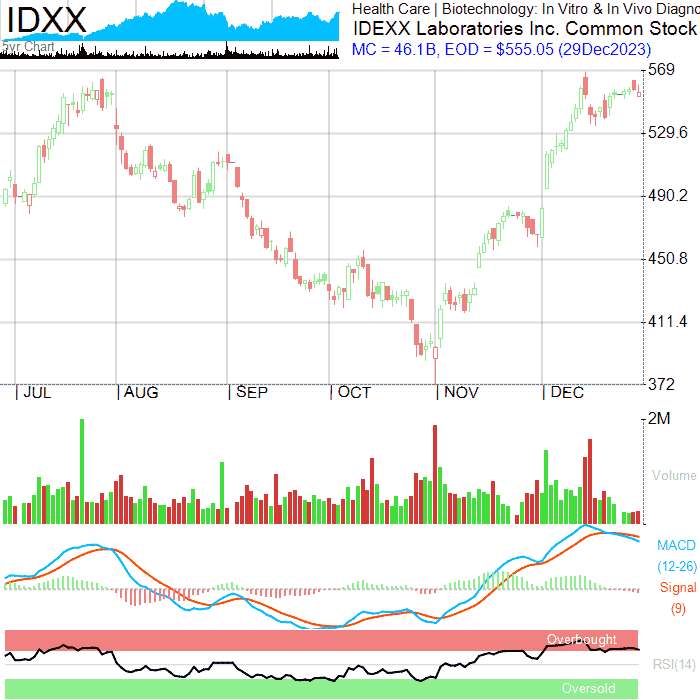 IDXX
5yr Chart
Health Care | Biotechnology: In Vitro & In Vivo Diagno
IDEXX Laboratories Inc. Common Stock
MC = 46.1B, EOD = $555.05 (29Dec2023)
569
529.6
490.2
450.8
411.4
372
| JUL | AUG | SEP | OCT | NOV | DEC
2M
Volume
MACD
(12-26)
Signal
(9)
Overbought
RSI(14)
Oversold